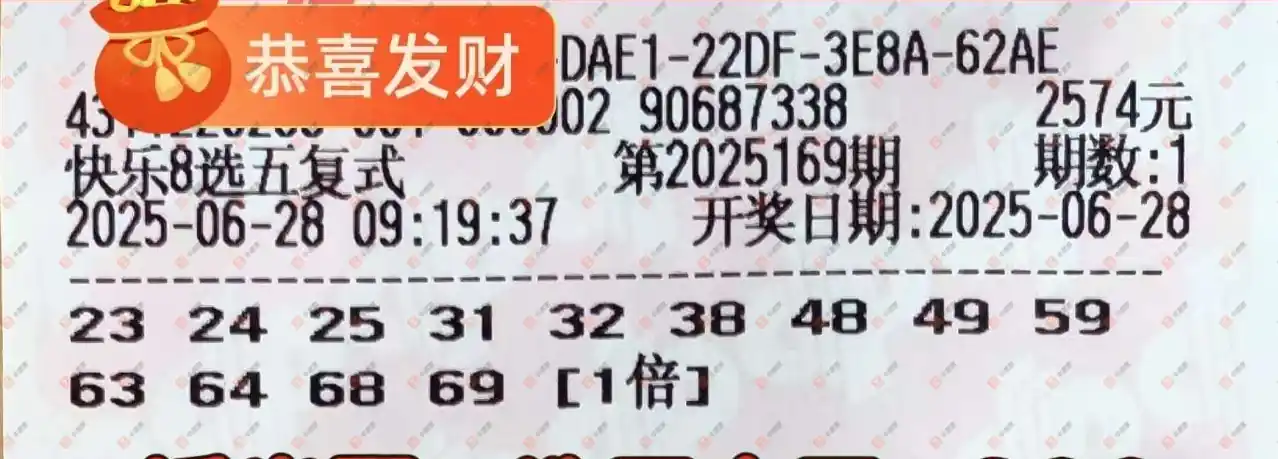 恭喜发财
DAE1-22DF-3E8A-62AE
002 90687338 2574元
快乐8选五复式 第2025169期 期数:1
2025-06-28 09:19:37 开奖日期:2025-06-28
23 24 25 31 32 38 48 49 59
63 64 68 69 [1倍]